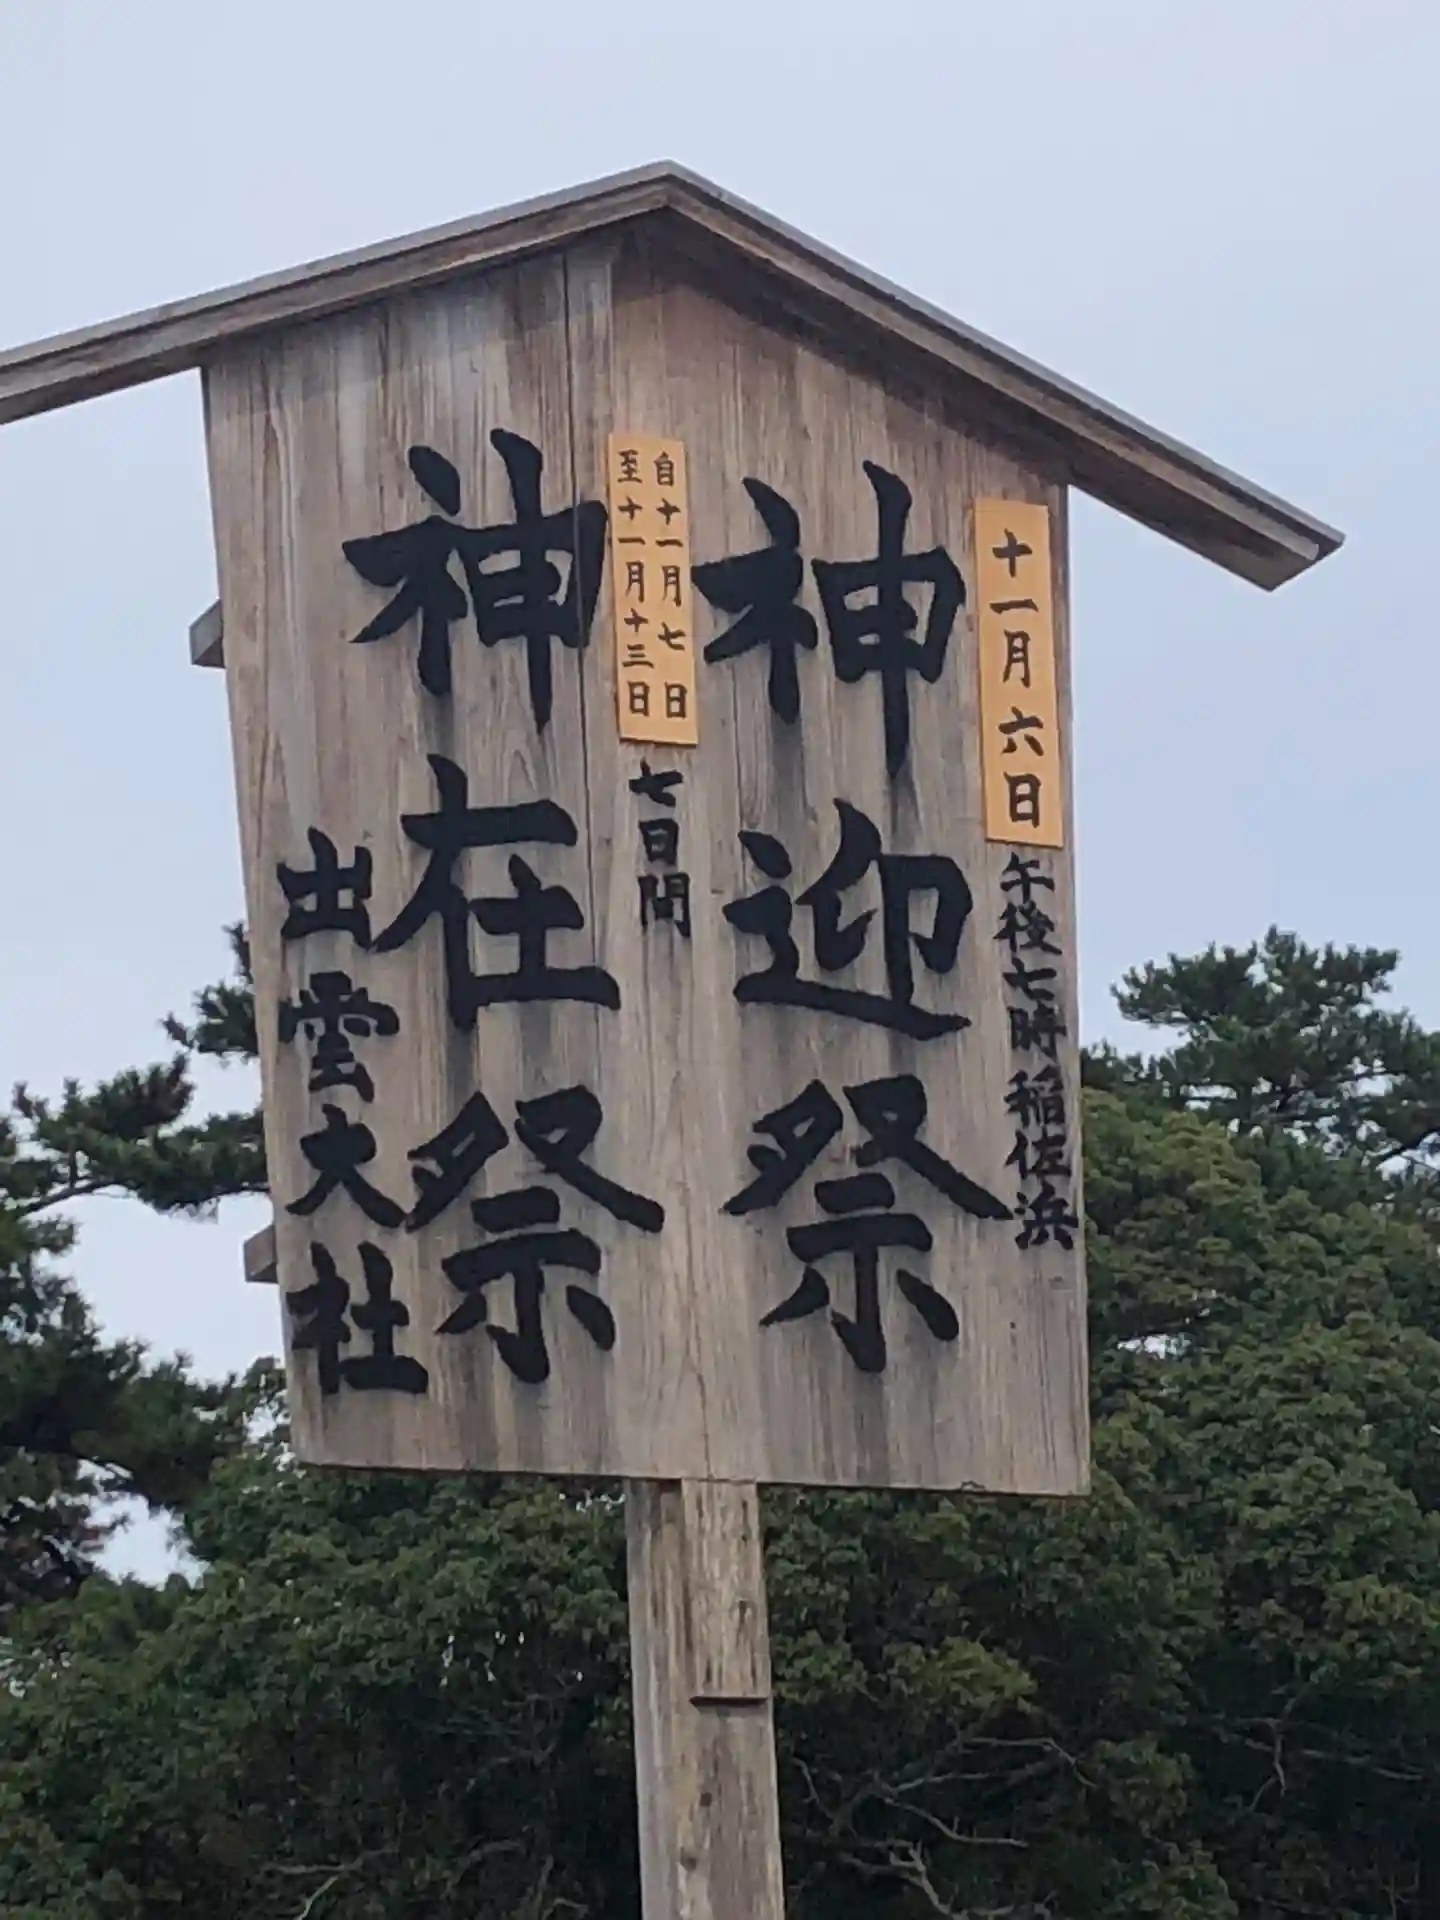 十一月六日 午後七時 稲佐浜
神迎祭
自十一月七日
至十一月十三日
七日間
神在祭
出雲大社